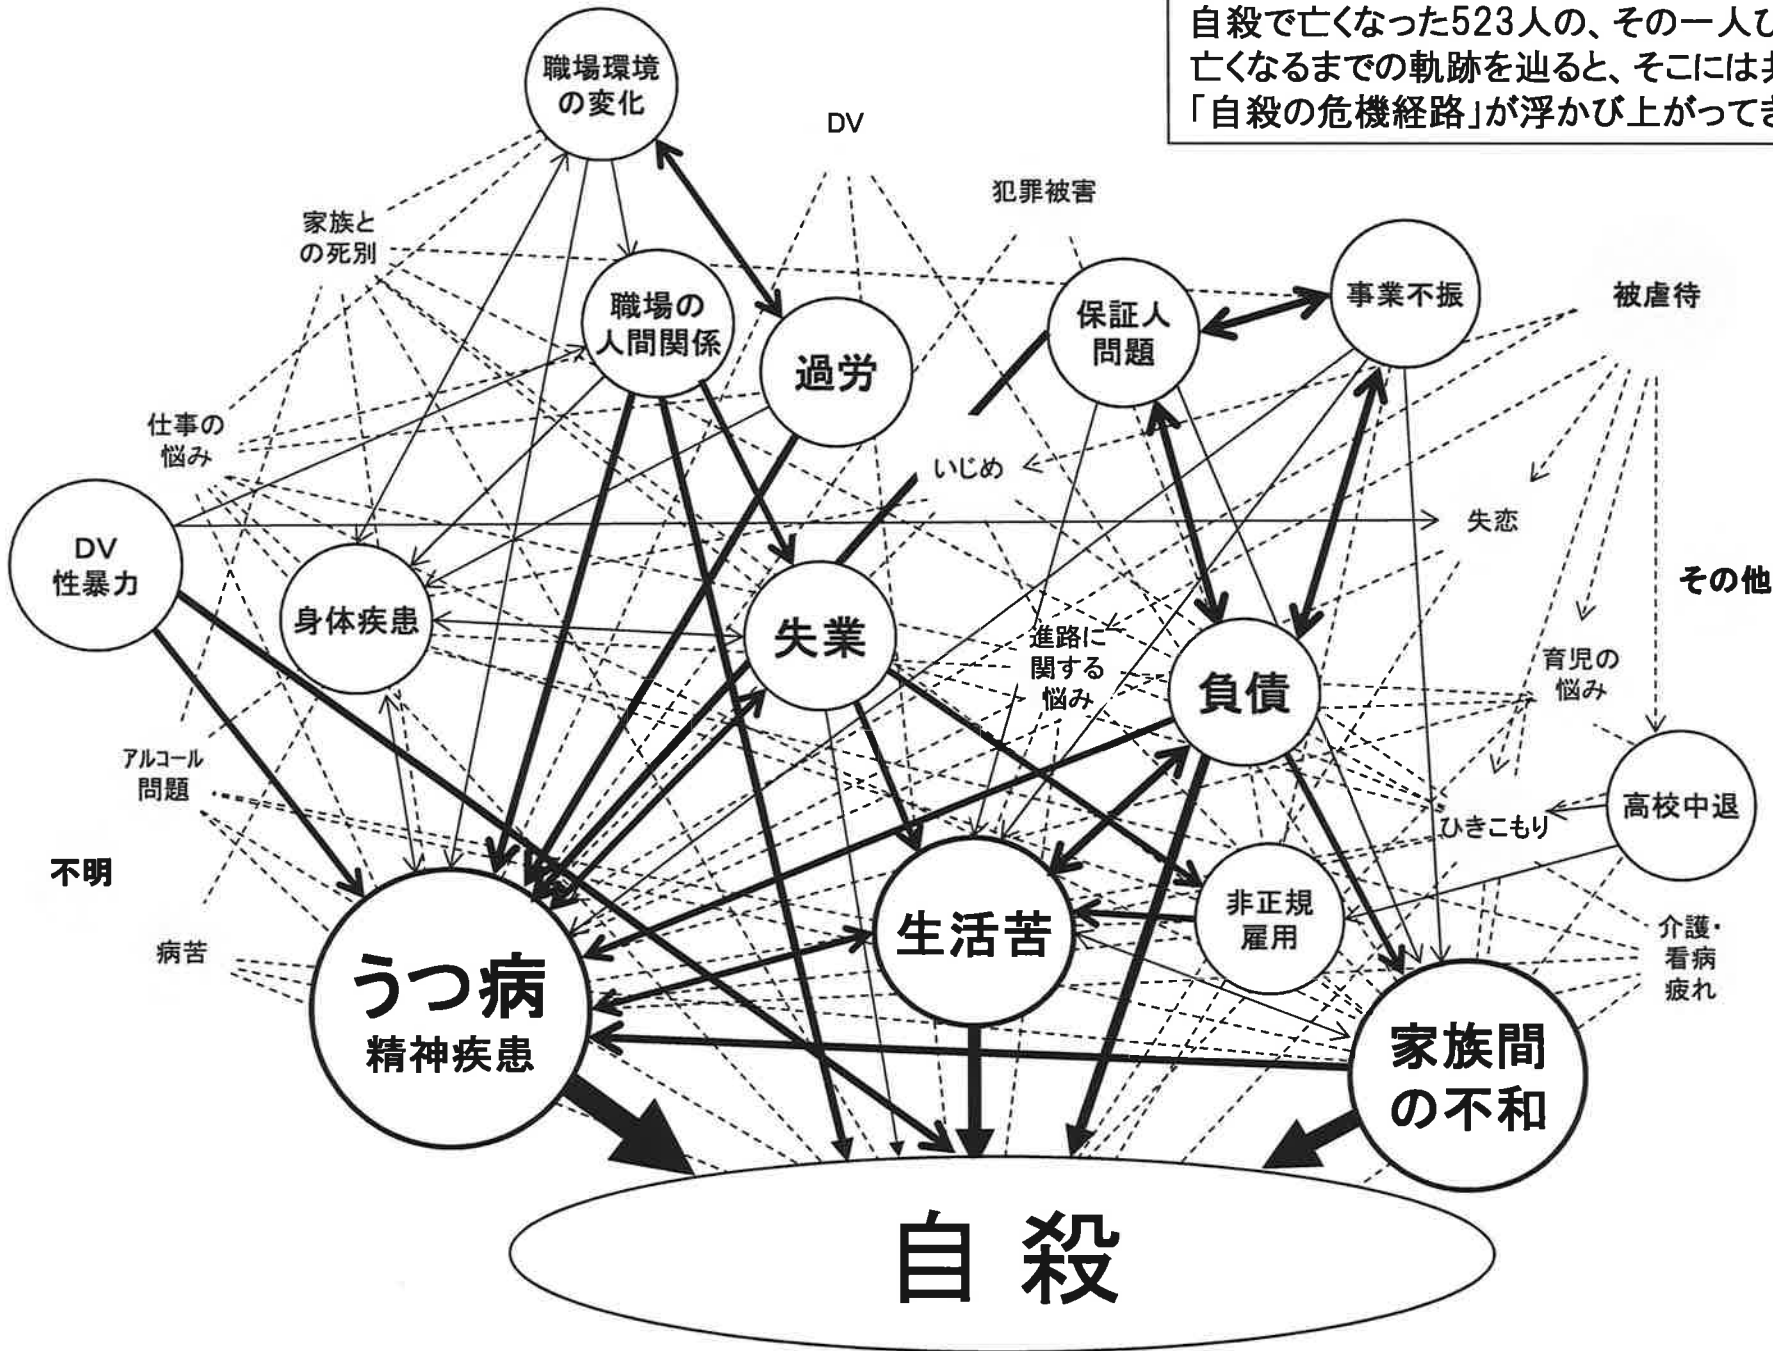 自殺で亡くなった523人の、その一人ひ
亡くなるまでの軌跡を辿ると、そこには
「自殺の危機経路」が浮かび上がって
職場環境
の変化
DV
犯罪被害
家族と
の死別
職場の
人間関係
過労
保証人
問題
事業不振
被虐待
仕事の
悩み
いじめ
失恋
DV
性暴力
身体疾患
失業
進路に
関する
悩み
負債
その他
育児の
悩み
アルコール
問題
ひきこもり
高校中退
不明
病苦
うつ病
精神疾患
生活苦
非正規
雇用
介護・
看病
疲れ
家族間
の不和
自殺